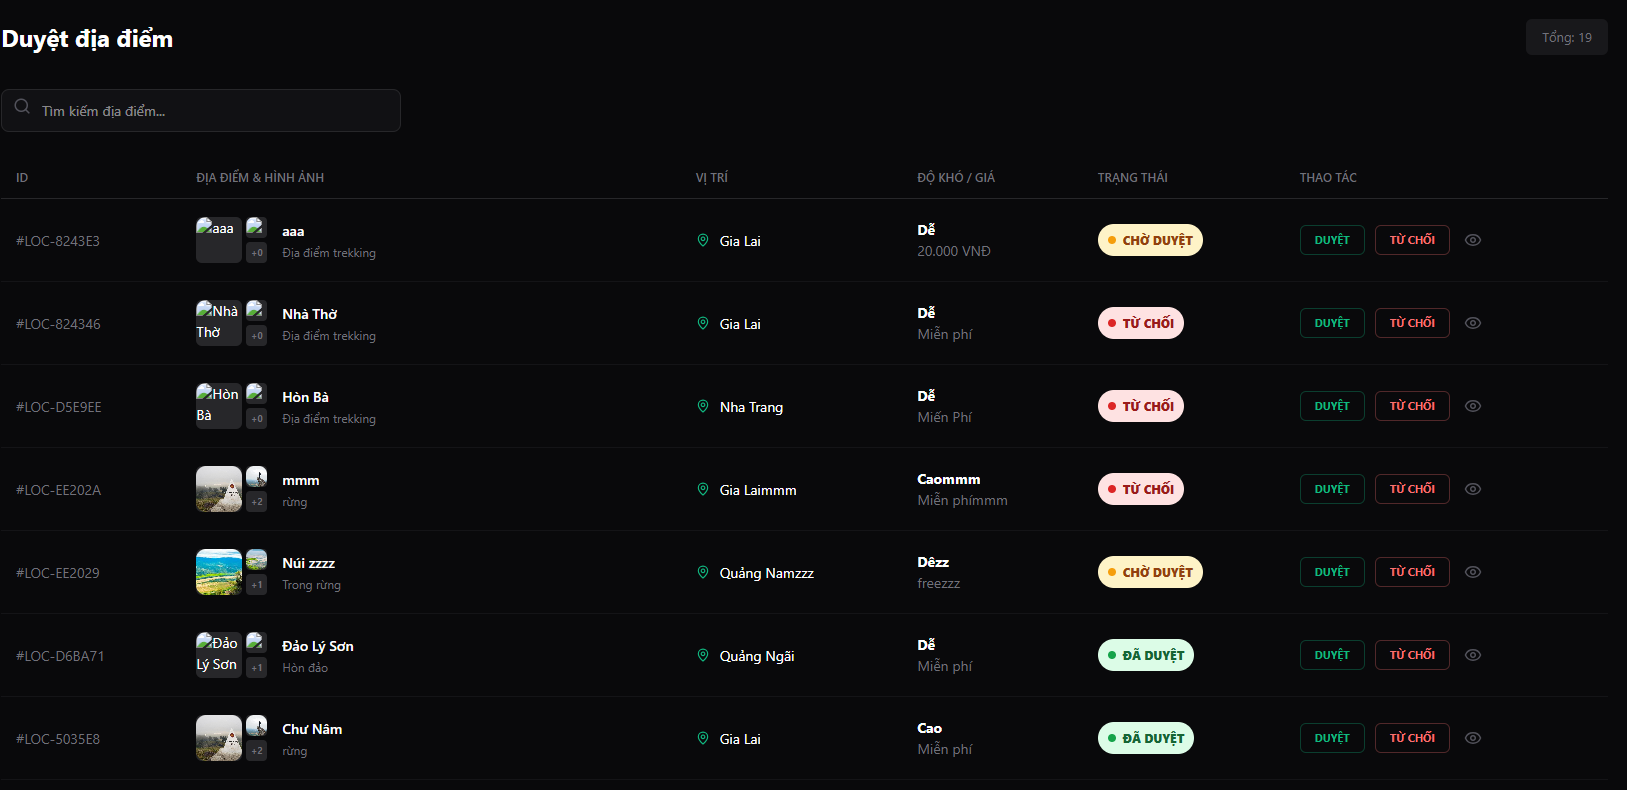 Duyệt địa điểm
Tổng: 19
Tìm kiếm địa điểm...
ID ĐỊA ĐIỂM & HÌNH ẢNH VỊ TRÍ ĐỘ KHÓ / GIÁ TRẠNG THÁI THAO TÁC
#LOC-8243E3 aaa +0 aaa Địa điểm trekking Gia Lai Dễ 20.000 VNĐ CHỜ DUYỆT DUYỆT TỪ CHỐI
#LOC-824346 Nhà Thờ +0 Nhà Thờ Địa điểm trekking Gia Lai Dễ Miễn phí TỪ CHỐI DUYỆT TỪ CHỐI
#LOC-D5E9EE Hòn Bà +0 Hòn Bà Địa điểm trekking Nha Trang Dễ Miến Phí TỪ CHỐI DUYỆT TỪ CHỐI
#LOC-EE202A +2 mmm rừng Gia Laimmm Caommm Miễn phímmm TỪ CHỐI DUYỆT TỪ CHỐI
#LOC-EE2029 +1 Núi zzzz Trong rừng Quảng Namzzz Dêzz freezzz CHỜ DUYỆT DUYỆT TỪ CHỐI
#LOC-D6BA71 Đảo Lý Sơn +1 Đảo Lý Sơn Hòn đảo Quảng Ngãi Dễ Miễn phí ĐÃ DUYỆT DUYỆT TỪ CHỐI
#LOC-5035E8 +2 Chư Nâm rừng Gia Lai Cao Miễn phí ĐÃ DUYỆT DUYỆT TỪ CHỐI